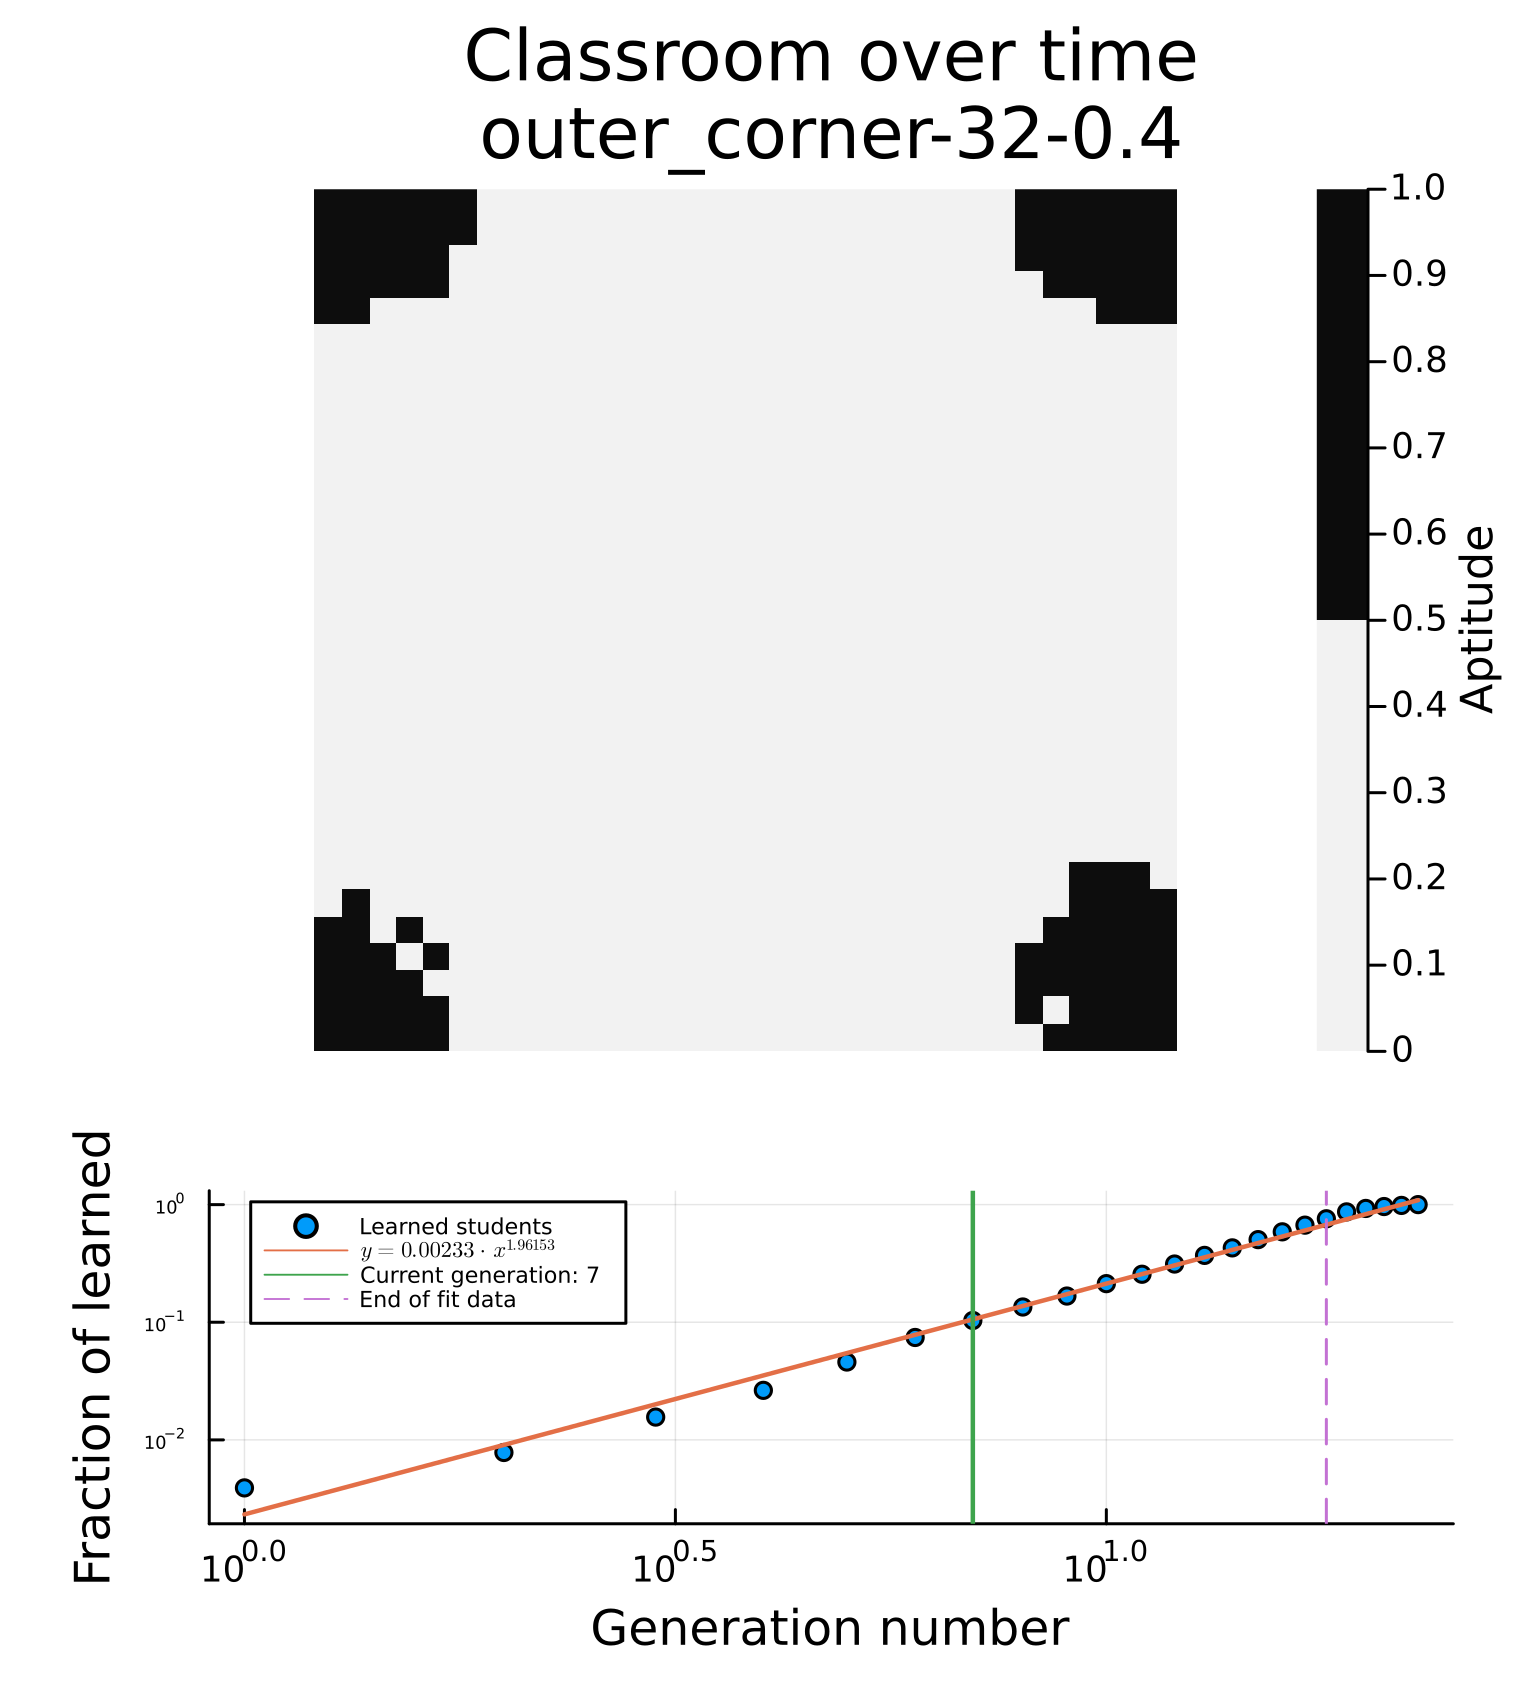 Classroom over time
outer_corner-32-0.4
1.0
0.9
0.8
0.7
0.6
0.5
0.4
0.3
0.2
0.1
0
Aptitude
Fraction of learned
10⁰
10⁻¹
10⁻²
Learned students
y = 0.00233 · x^1.96153
Current generation: 7
End of fit data
10^0.0
10^0.5
10^1.0
Generation number